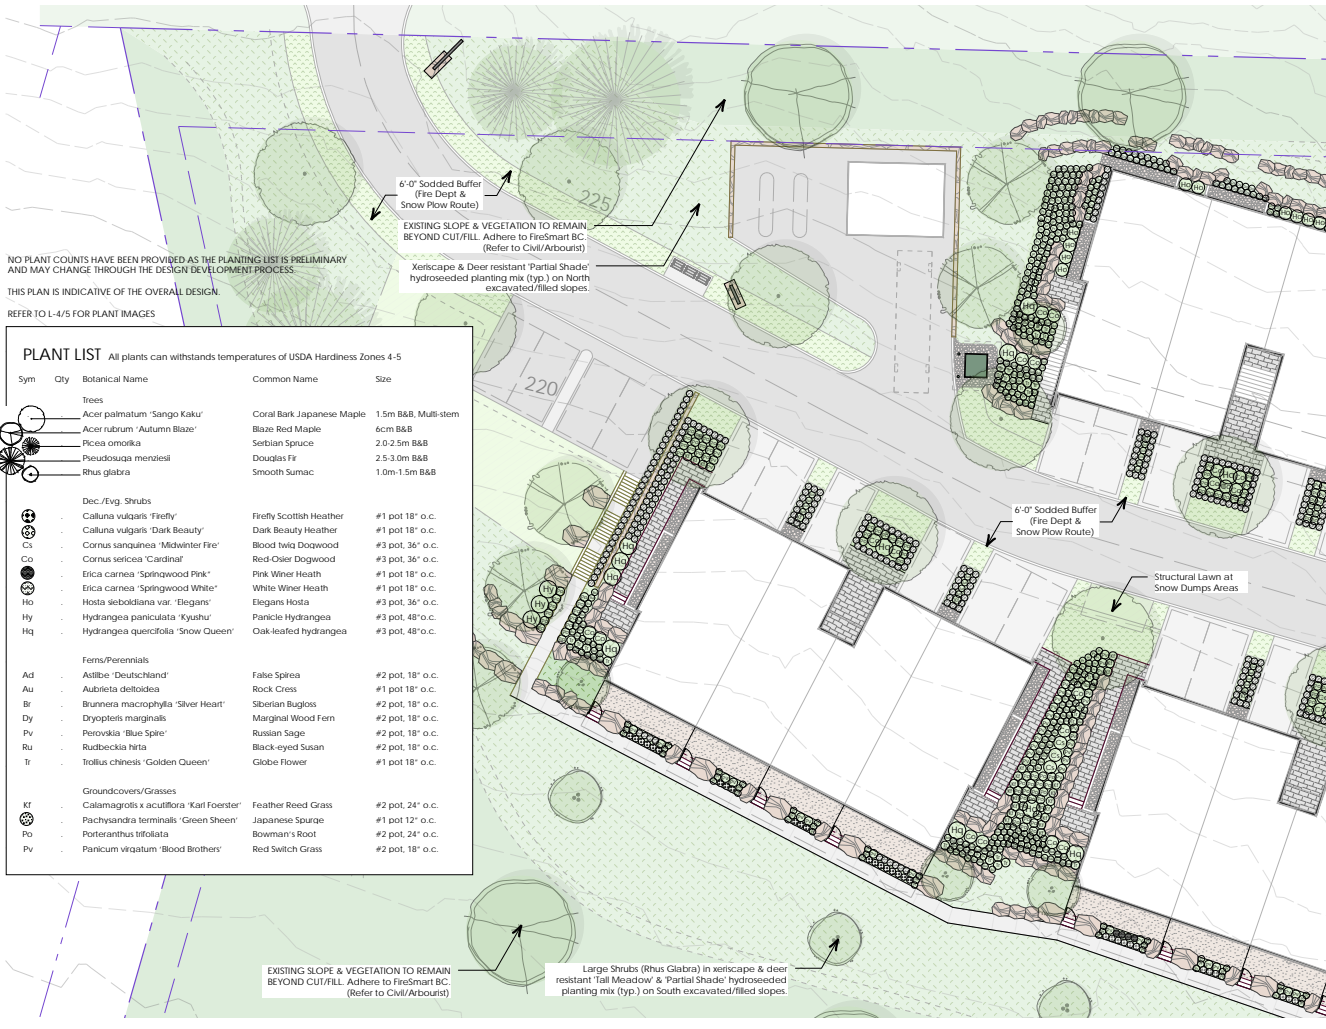 6'-0" Sodded Buffer
(Fire Dept &
Snow Plow Route)
225
EXISTING SLOPE & VEGETATION TO REMAIN
BEYOND CUT/FILL. Adhere to FireSmart BC.
(Refer to Civil/Arbourist)
Xeriscape & Deer resistant 'Partial Shade'
hydroseeded planting mix (typ.) on North
excavated/filled slopes.
NO PLANT COUNTS HAVE BEEN PROVIDED AS THE PLANTING LIST IS PRELIMINARY
AND MAY CHANGE THROUGH THE DESIGN DEVELOPMENT PROCESS.
THIS PLAN IS INDICATIVE OF THE OVERALL DESIGN.
REFER TO L-4/5 FOR PLANT IMAGES
PLANT LIST All plants can withstands temperatures of USDA Hardiness Zones 4-5
Sym Qty Botanical Name Common Name Size
Trees
Acer palmatum 'Sango Kaku' Coral Bark Japanese Maple 1.5m B&B, Multi-stem
Acer rubrum 'Autumn Blaze' Blaze Red Maple 6cm B&B
Picea omorika Serbian Spruce 2.0-2.5m B&B
Pseudosuga menziesii Douglas Fir 2.5-3.0m B&B
Rhus glabra Smooth Sumac 1.0m-1.5m B&B
Dec./Evg. Shrubs
Calluna vulgaris 'Firefly' Firefly Scottish Heather #1 pot 18" o.c.
Calluna vulgaris 'Dark Beauty' Dark Beauty Heather #1 pot 18" o.c.
Cs . Cornus sanguinea 'Midwinter Fire' Blood twig Dogwood #3 pot, 36" o.c.
Co . Cornus sericea 'Cardinal' Red-Osier Dogwood #3 pot, 36" o.c.
Erica carnea "Springwood Pink" Pink Winer Heath #1 pot 18" o.c.
Erica carnea "Springwood White" White Winer Heath #1 pot 18" o.c.
Ho . Hosta sieboldiana var. 'Elegans' Elegans Hosta #3 pot, 36" o.c.
Hy . Hydrangea paniculata 'Kyushu' Panicle Hydrangea #3 pot, 48"o.c.
Hq . Hydrangea quercifolia 'Snow Queen' Oak-leafed hydrangea #3 pot, 48"o.c.
Ferns/Perennials
Ad . Astilbe 'Deutschland' False Spirea #2 pot, 18" o.c.
Au . Aubrieta deltoidea Rock Cress #1 pot 18" o.c.
Br . Brunnera macrophylla 'Silver Heart' Siberian Bugloss #2 pot, 18" o.c.
Dy . Dryopteris marginalis Marginal Wood Fern #2 pot, 18" o.c.
Pv . Perovskia 'Blue Spire' Russian Sage #2 pot, 18" o.c.
Ru . Rudbeckia hirta Black-eyed Susan #2 pot, 18" o.c.
Tr . Trollius chinesis 'Golden Queen' Globe Flower #1 pot 18" o.c.
Groundcovers/Grasses
Kf . Calamagrotis x acutiflora 'Karl Foerster' Feather Reed Grass #2 pot, 24" o.c.
Pachysandra terminalis 'Green Sheen' Japanese Spurge #1 pot 12" o.c.
Po . Porteranthus trifoliata Bowman's Root #2 pot, 24" o.c.
Pv . Panicum virgatum 'Blood Brothers' Red Switch Grass #2 pot, 18" o.c.
220
6'-0" Sodded Buffer
(Fire Dept &
Snow Plow Route)
Structural Lawn at
Snow Dumps Areas
EXISTING SLOPE & VEGETATION TO REMAIN
BEYOND CUT/FILL. Adhere to FireSmart BC.
(Refer to Civil/Arbourist)
Large Shrubs (Rhus Glabra) in xeriscape & deer
resistant 'Tall Meadow' & 'Partial Shade' hydroseeded
planting mix (typ.) on South excavated/filled slopes.